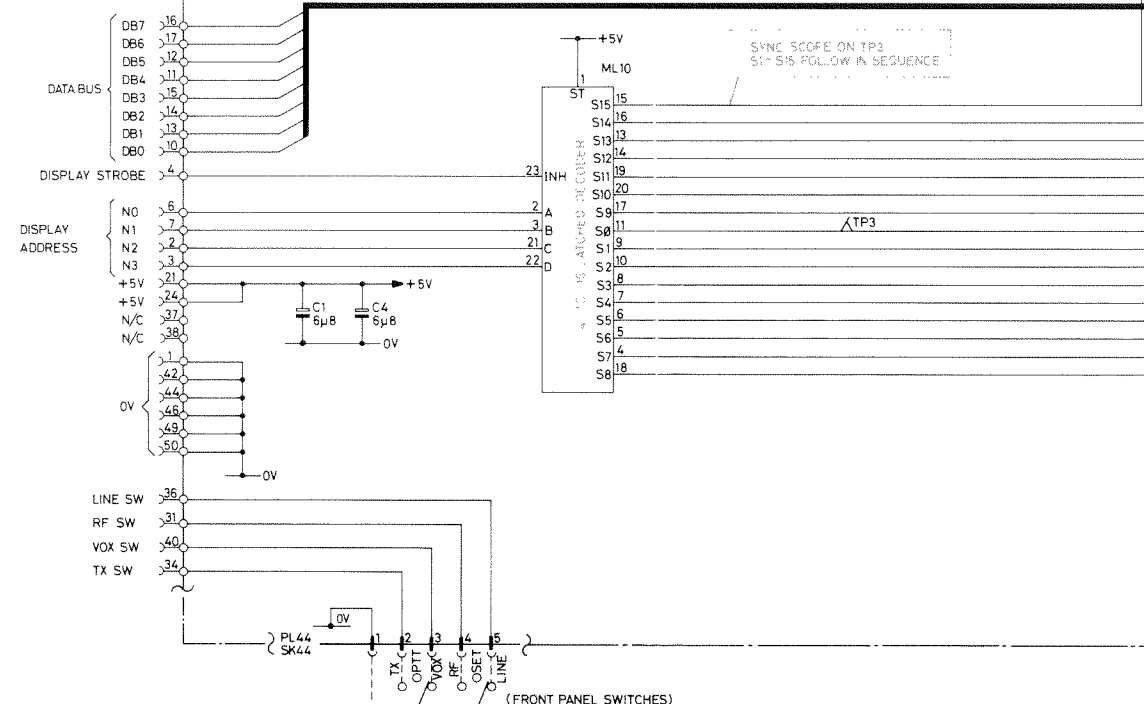 DATA BUS
DB7 16
DB6 17
DB5 12
DB4 11
DB3 15
DB2 14
DB1 13
DB0 10
DISPLAY STROBE 4
DISPLAY
ADDRESS
N0 6
N1 7
N2 2
N3 3
+5V 21
+5V 24
N/C 37
N/C 38
0V
1
42
44
46
49
50
0V
C1
6µ8
C4
6µ8
+5V
0V
+5V
ML10
1
ST
23 INH
2 A
3 B
21 C
22 D
LATCHED DECODER
S15 15
S14 16
S13 13
S12 14
S11 19
S10 20
S9 17
SØ 11
S1 9
S2 10
S3 8
S4 7
S5 6
S6 5
S7 4
S8 18
SYNC SCOPE ON TP3
S1-S15 FOLLOW IN SEQUENCE
TP3
LINE SW 36
RF SW 31
VOX SW 40
TX SW 34
0V
PL44
SK44
1 2 3 4 5
TX
OPTT
VOX
RF
OSET
LINE
(FRONT PANEL SWITCHES)